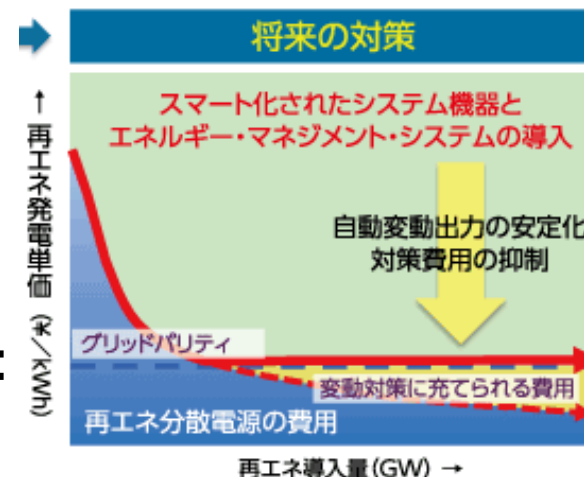 将来の対策
スマート化されたシステム機器と
エネルギー・マネジメント・システムの導入
自動変動出力の安定化
対策費用の抑制
グリッドパリティ
変動対策に充てられる費用
再エネ分散電源の費用
↑ 再エネ発電単価 (¥/kWh)
再エネ導入量(GW) →